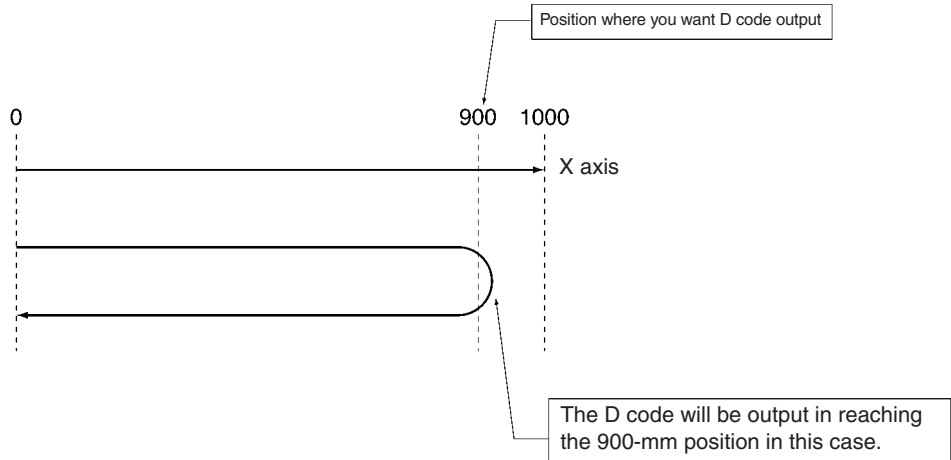 Position where you want D code output
0 900 1000
X axis
The D code will be output in reaching
the 900-mm position in this case.